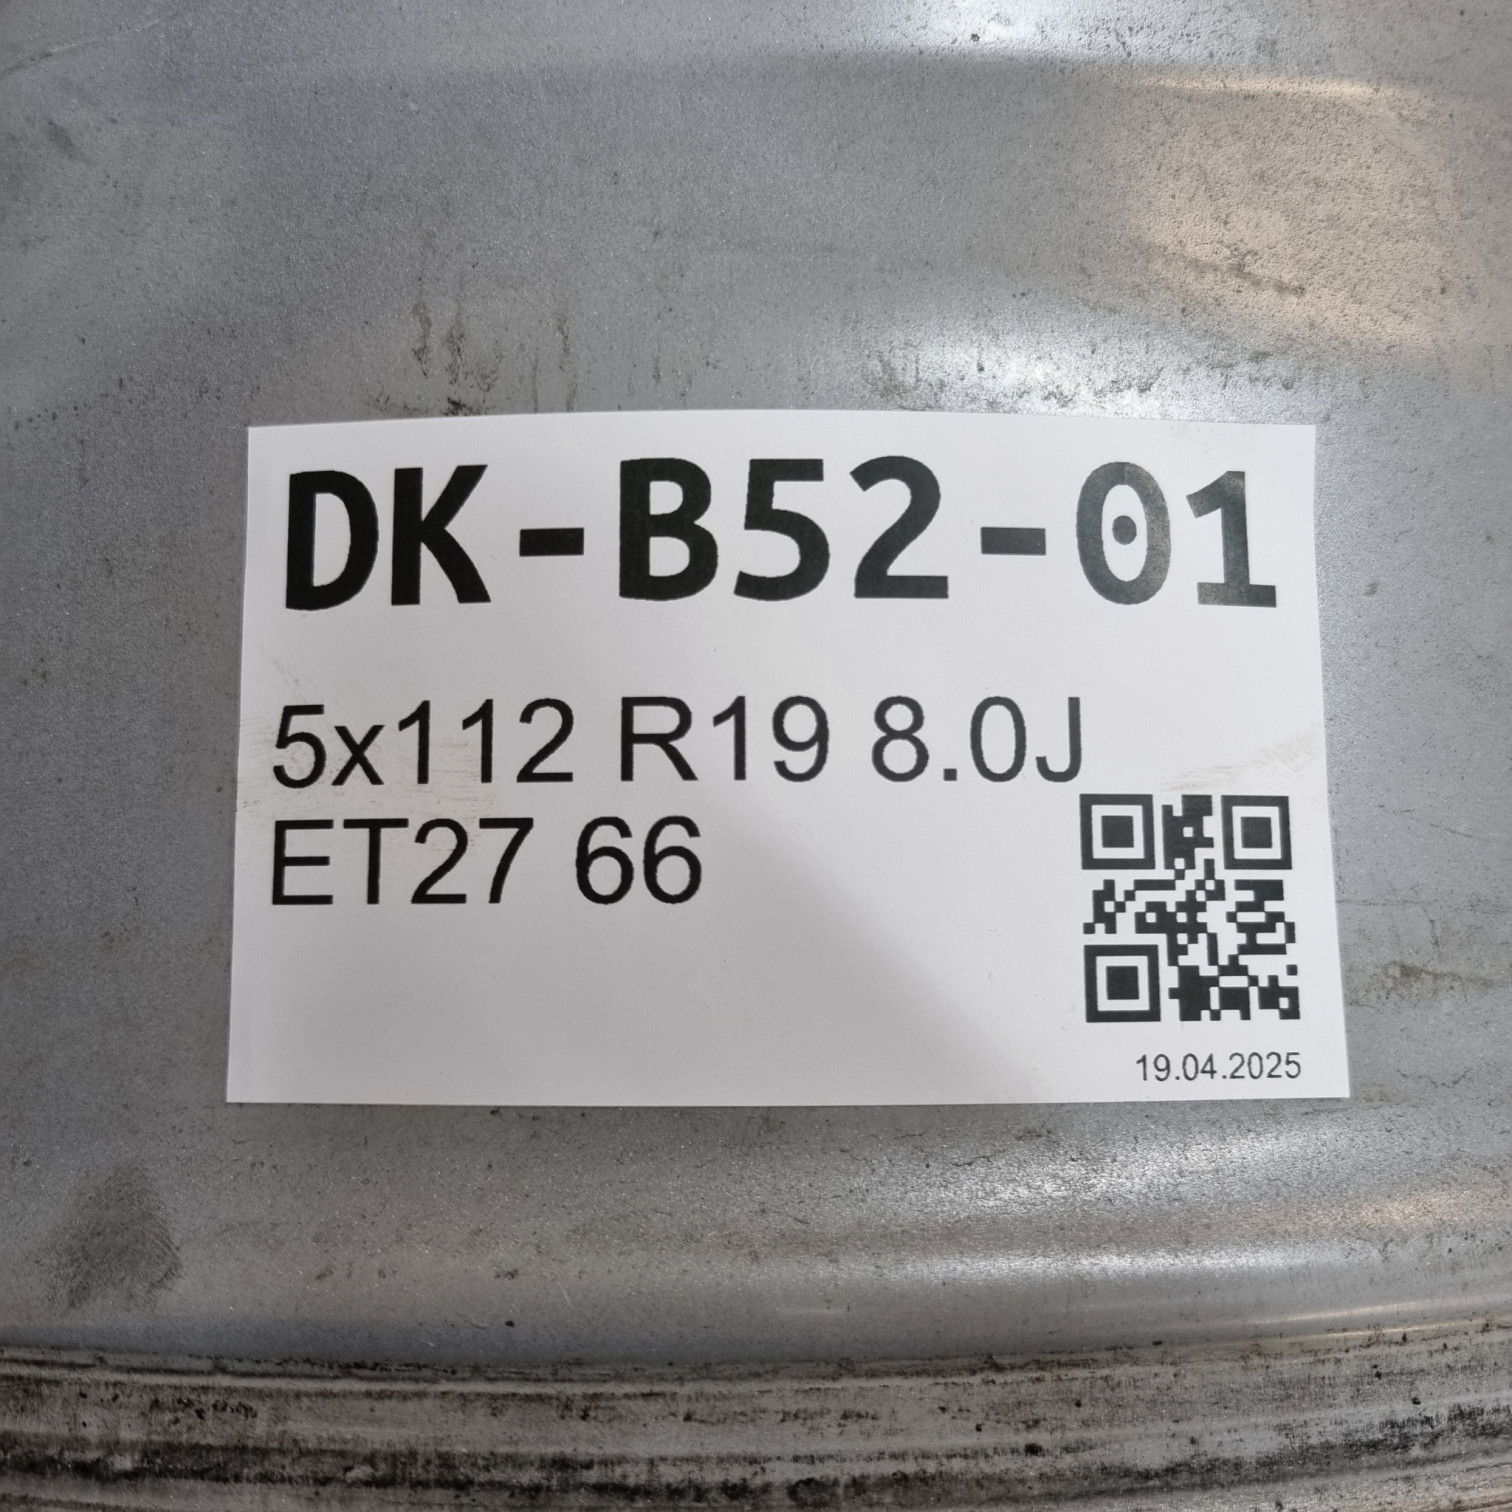 DK-B52-01
5x112 R19 8.0J
ET27 66
19.04.2025